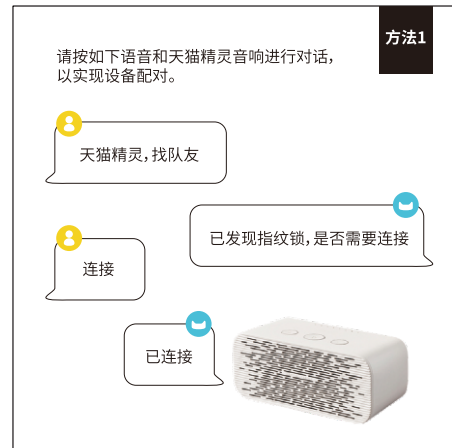 方法1
请按如下语音和天猫精灵音响进行对话，
以实现设备配对。
天猫精灵，找队友
已发现指纹锁，是否需要连接
连接
已连接